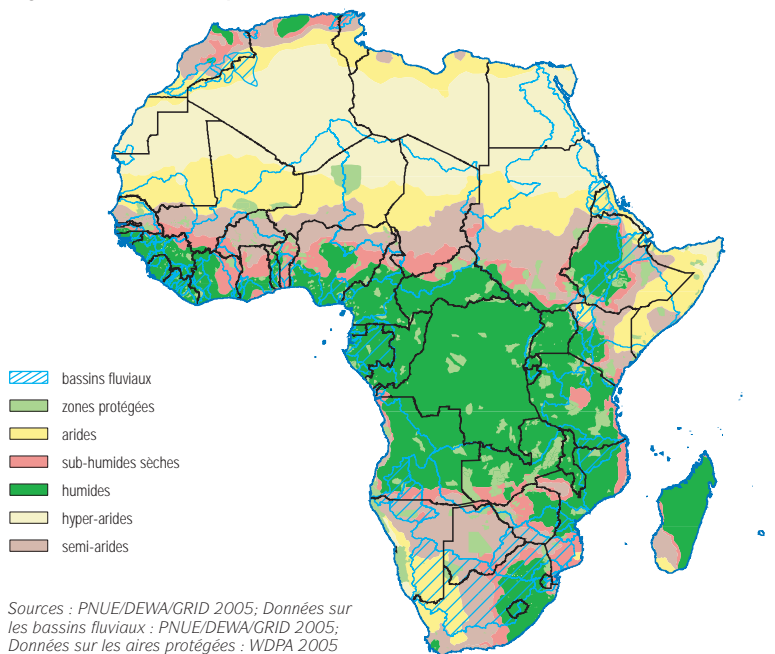 bassins fluviaux
zones protégées
arides
sub-humides sèches
humides
hyper-arides
semi-arides
Sources : PNUE/DEWA/GRID 2005; Données sur
les bassins fluviaux : PNUE/DEWA/GRID 2005;
Données sur les aires protégées : WDPA 2005